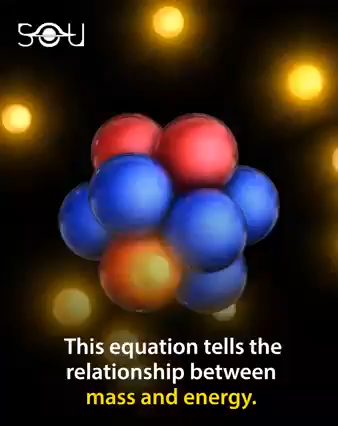 SOU
This equation tells the
relationship between
mass and energy.